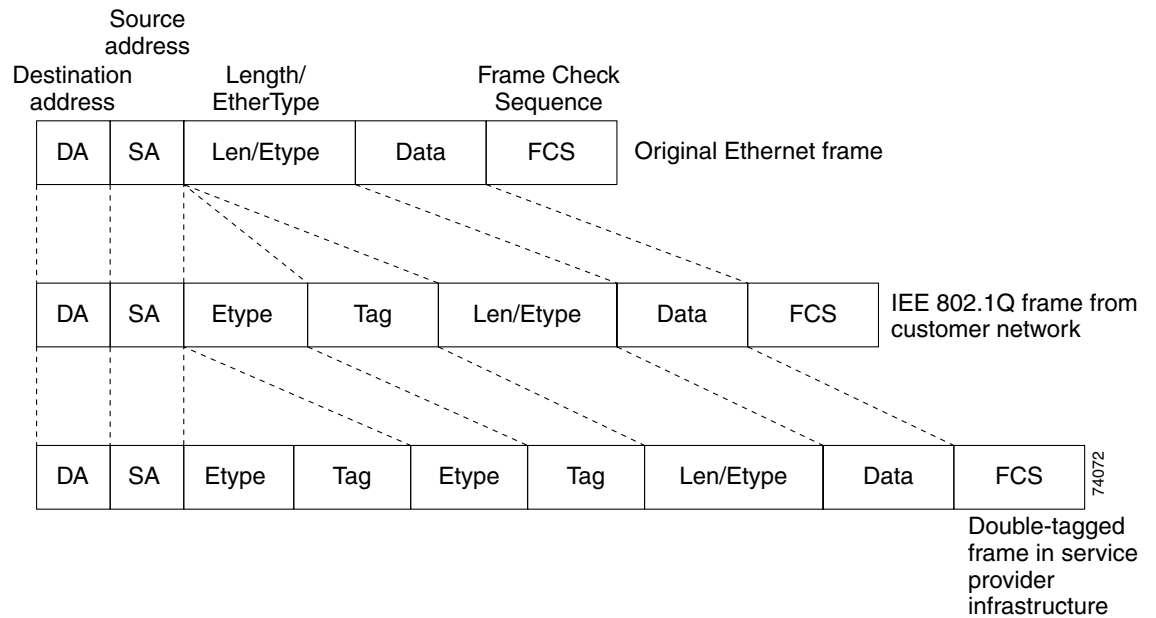 Source
address
Destination
address
Length/
EtherType
Frame Check
Sequence
DA SA Len/Etype Data FCS Original Ethernet frame
DA SA Etype Tag Len/Etype Data FCS
IEE 802.1Q frame from
customer network
DA SA Etype Tag Etype Tag Len/Etype Data FCS
74072
Double-tagged
frame in service
provider
infrastructure